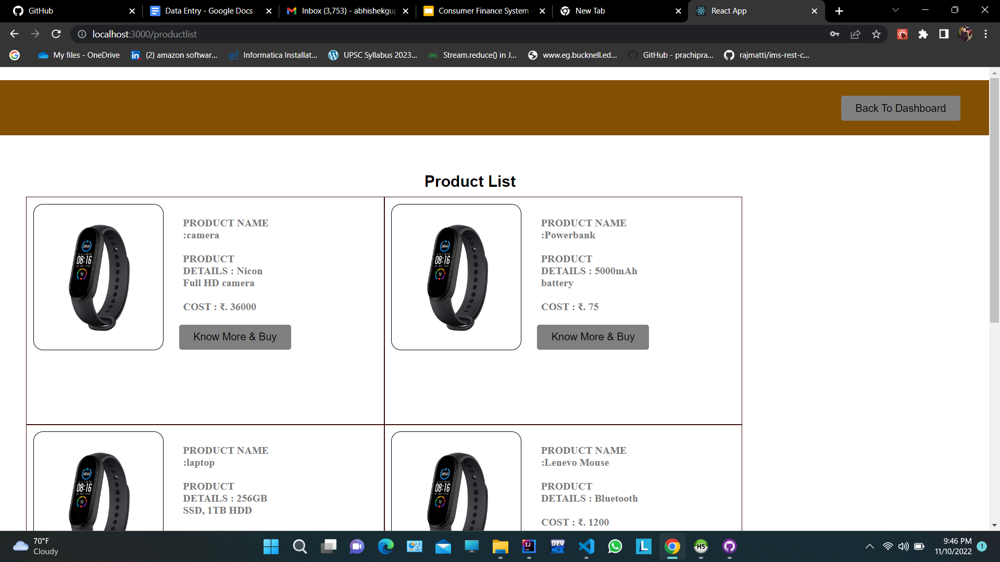 GitHub
Data Entry - Google Docs
Inbox (3,753) - abhishekgup
Consumer Finance System -
New Tab
React App
localhost:3000/productlist
My files - OneDrive
(2) amazon softwar...
Informatica Installat...
UPSC Syllabus 2023...
Stream.reduce() in J...
www.eg.bucknell.ed...
GitHub - prachipra...
rajmatti/ims-rest-c...
Back To Dashboard
Product List
08:16
PRODUCT NAME
:camera
PRODUCT
DETAILS : Nicon
Full HD camera
COST : ₹. 36000
Know More & Buy
08:16
PRODUCT NAME
:Powerbank
PRODUCT
DETAILS : 5000mAh
battery
COST : ₹. 75
Know More & Buy
08:16
PRODUCT NAME
:laptop
PRODUCT
DETAILS : 256GB
SSD, 1TB HDD
08:16
PRODUCT NAME
:Lenevo Mouse
PRODUCT
DETAILS : Bluetooth
COST : ₹. 1200
70°F
Cloudy
9:46 PM
11/10/2022
1